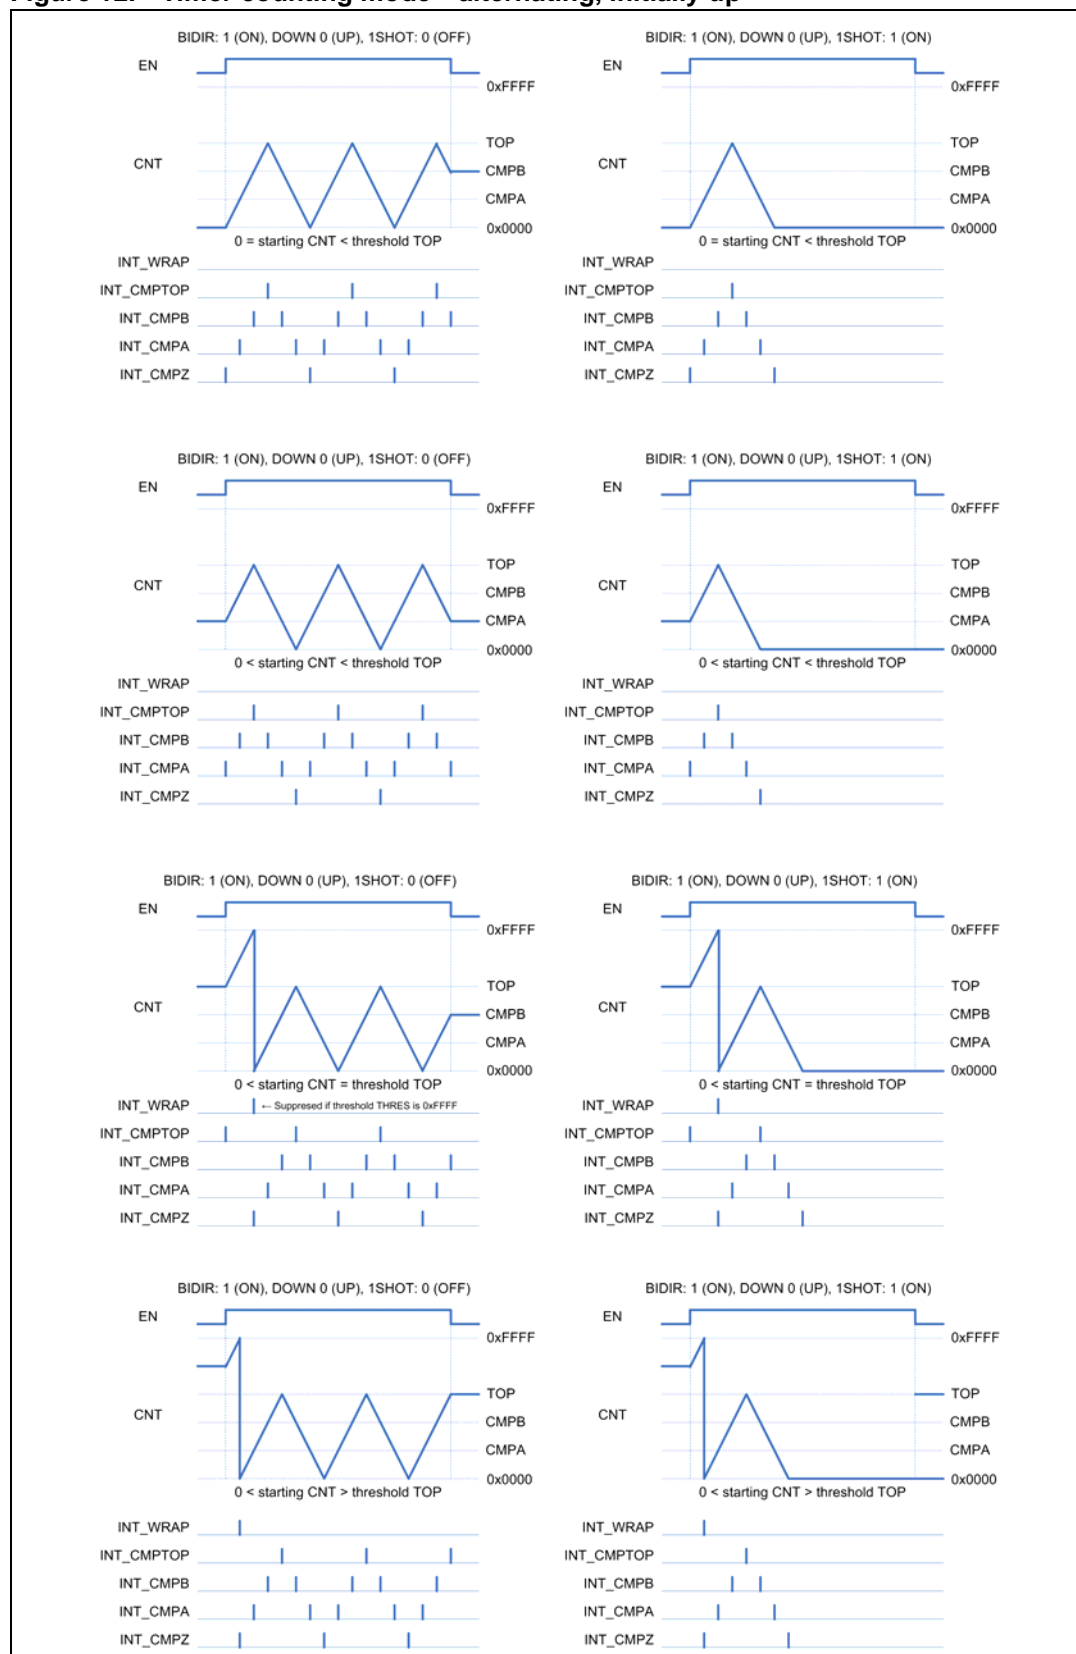 Figure 12. Timer counting mode - alternating, initially up
BIDIR: 1 (ON), DOWN 0 (UP), 1SHOT: 0 (OFF)
EN
0xFFFF
TOP
CNT
CMPB
CMPA
0x0000
0 = starting CNT < threshold TOP
INT_WRAP
INT_CMPTOP
INT_CMPB
INT_CMPA
INT_CMPZ
BIDIR: 1 (ON), DOWN 0 (UP), 1SHOT: 1 (ON)
EN
0xFFFF
TOP
CNT
CMPB
CMPA
0x0000
0 = starting CNT < threshold TOP
INT_WRAP
INT_CMPTOP
INT_CMPB
INT_CMPA
INT_CMPZ
BIDIR: 1 (ON), DOWN 0 (UP), 1SHOT: 0 (OFF)
EN
0xFFFF
TOP
CNT
CMPB
CMPA
0x0000
0 < starting CNT < threshold TOP
INT_WRAP
INT_CMPTOP
INT_CMPB
INT_CMPA
INT_CMPZ
BIDIR: 1 (ON), DOWN 0 (UP), 1SHOT: 1 (ON)
EN
0xFFFF
TOP
CNT
CMPB
CMPA
0x0000
0 < starting CNT < threshold TOP
INT_WRAP
INT_CMPTOP
INT_CMPB
INT_CMPA
INT_CMPZ
BIDIR: 1 (ON), DOWN 0 (UP), 1SHOT: 0 (OFF)
EN
0xFFFF
TOP
CNT
CMPB
CMPA
0x0000
0 < starting CNT = threshold TOP
INT_WRAP ← Suppresed if threshold THRES is 0xFFFF
INT_CMPTOP
INT_CMPB
INT_CMPA
INT_CMPZ
BIDIR: 1 (ON), DOWN 0 (UP), 1SHOT: 1 (ON)
EN
0xFFFF
TOP
CNT
CMPB
CMPA
0x0000
0 < starting CNT = threshold TOP
INT_WRAP
INT_CMPTOP
INT_CMPB
INT_CMPA
INT_CMPZ
BIDIR: 1 (ON), DOWN 0 (UP), 1SHOT: 0 (OFF)
EN
0xFFFF
TOP
CNT
CMPB
CMPA
0x0000
0 < starting CNT > threshold TOP
INT_WRAP
INT_CMPTOP
INT_CMPB
INT_CMPA
INT_CMPZ
BIDIR: 1 (ON), DOWN 0 (UP), 1SHOT: 1 (ON)
EN
0xFFFF
TOP
CNT
CMPB
CMPA
0x0000
0 < starting CNT > threshold TOP
INT_WRAP
INT_CMPTOP
INT_CMPB
INT_CMPA
INT_CMPZ